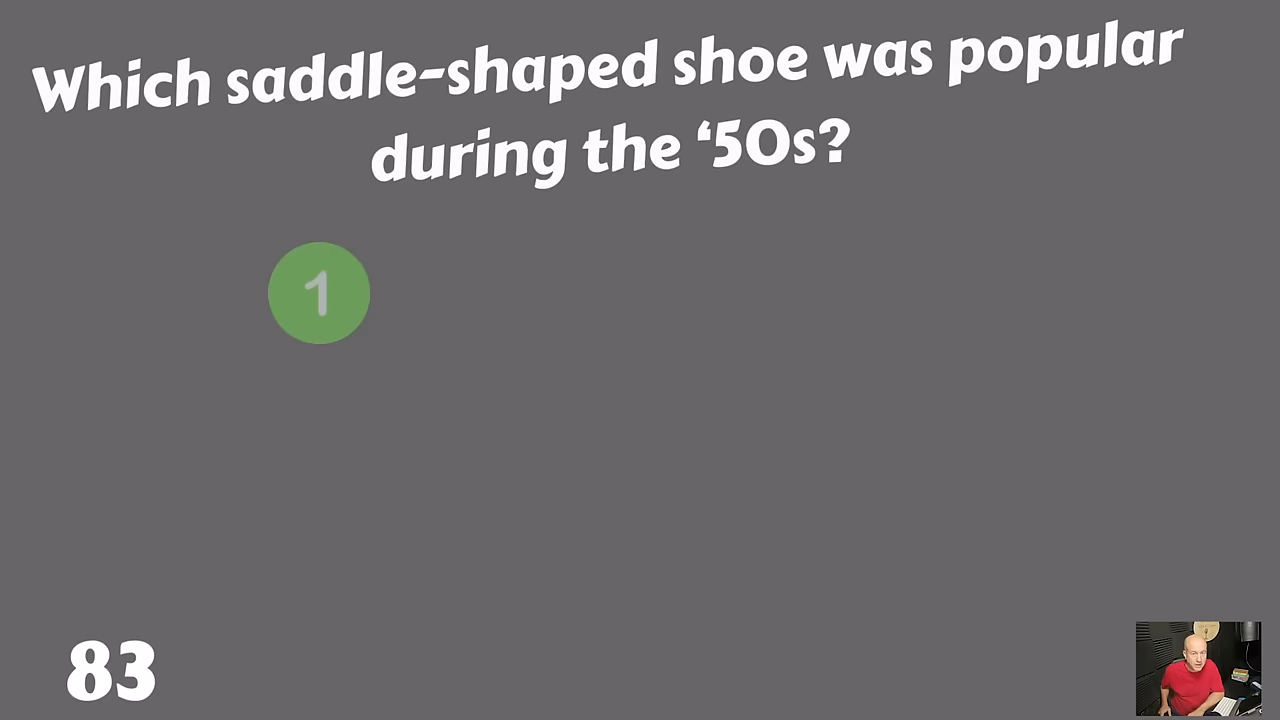 Which saddle-shaped shoe was popular
during the ‘50s?
1
83